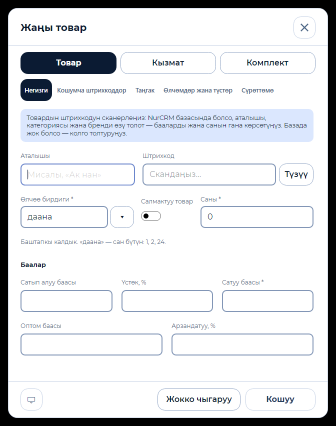 Жаңы товар
Товар Кызмат Комплект
Негизги Кошумча штрихкоддор Таңгак Өлчөмдөр жана түстөр Сүрөттөмө
Товардын штрихкодун сканерлеңиз: NurCRM базасында болсо, аталышы,
категориясы жана бренди өзү толот — бааларды жана санын гана көрсөтүңүз. Базада
жок болсо — колго толтуруңуз.
Аталышы Штрихкод
Мисалы, «Ак нан» Скандаңыз... Түзүү
Өлчөө бирдиги * Салмактуу товар Саны *
даана 0
Баштапкы калдык. «даана» — сан бүтүн: 1, 2, 24.
Баалар
Сатып алуу баасы Үстөк, % Сатуу баасы *
Оптом баасы Арзандатуу, %
Жокко чыгаруу Кошуу